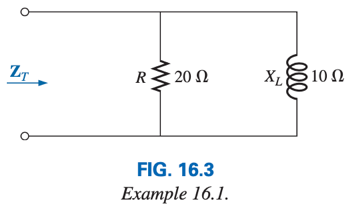 Z_T
R 20 Ω
X_L 10 Ω
FIG. 16.3
Example 16.1.